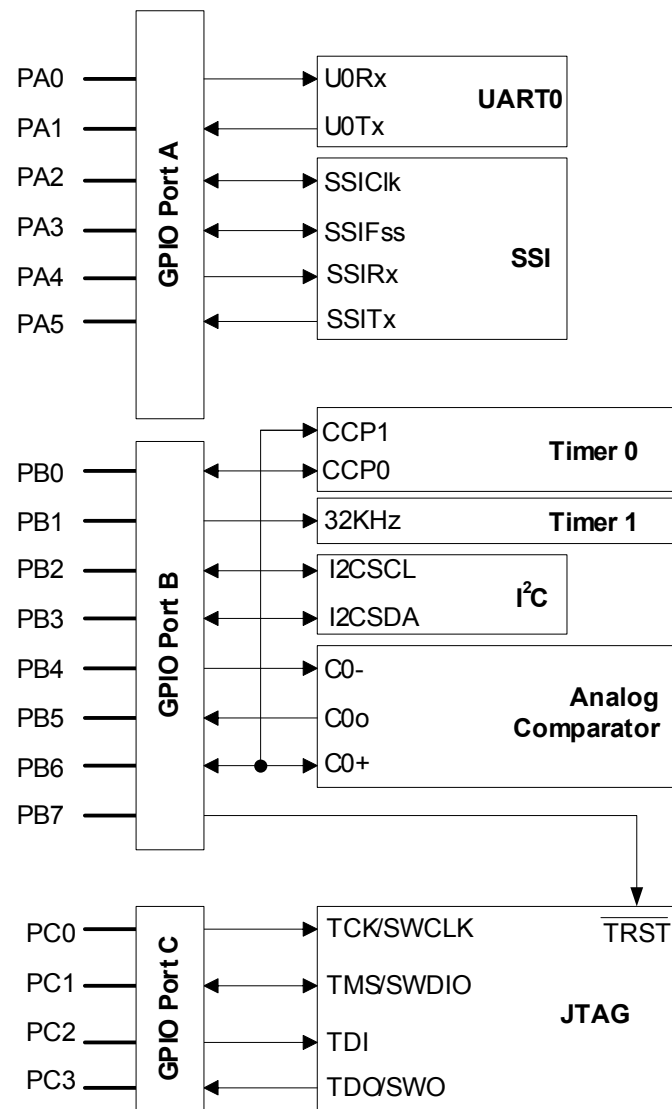 PA0
PA1
PA2
PA3
PA4
PA5
GPIO Port A
U0Rx
U0Tx
UART0
SSIClk
SSIFss
SSIRx
SSITx
SSI
PB0
PB1
PB2
PB3
PB4
PB5
PB6
PB7
GPIO Port B
CCP1
CCP0
Timer 0
32KHz
Timer 1
I2CSCL
I2CSDA
I²C
C0-
C0o
C0+
Analog
Comparator
PC0
PC1
PC2
PC3
GPIO Port C
TCK/SWCLK
TMS/SWDIO
TDI
TDO/SWO
TRST
JTAG